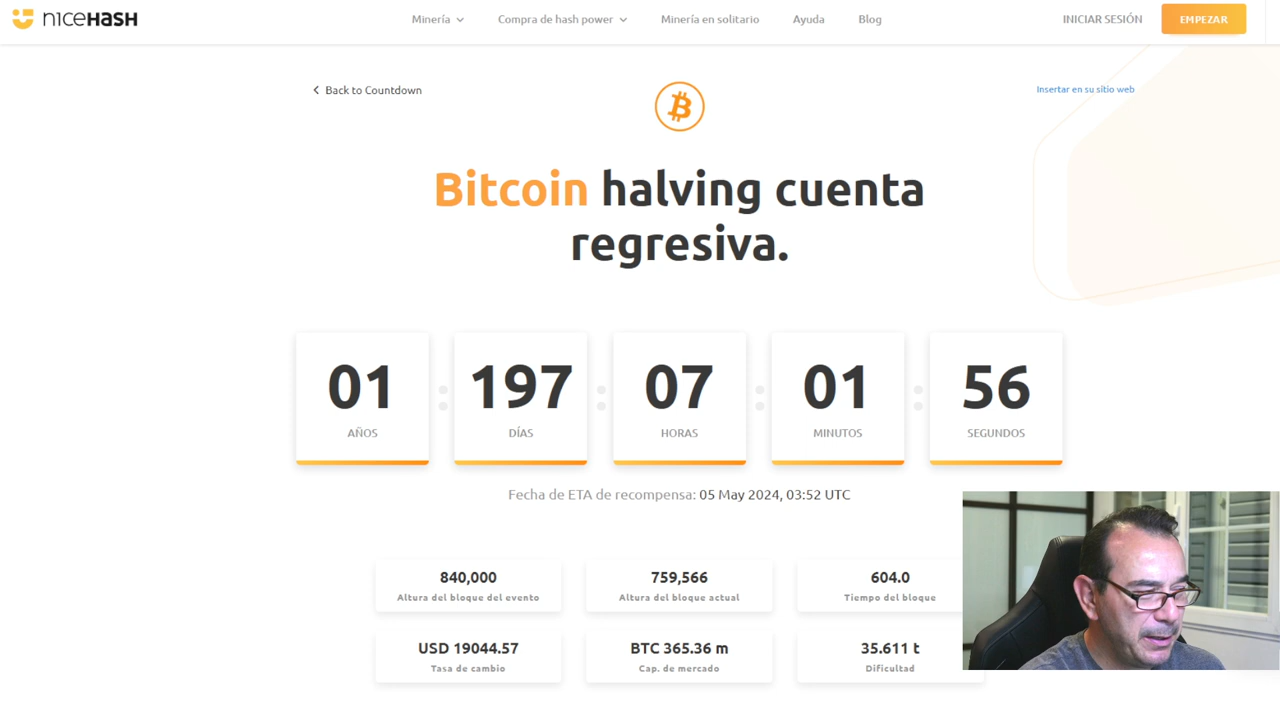 nicehash
Minería
Compra de hash power
Minería en solitario
Ayuda
Blog
INICIAR SESIÓN
EMPEZAR
Back to Countdown
Insertar en su sitio web
Bitcoin halving cuenta
regresiva.
01
197
07
01
56
AÑOS
DÍAS
HORAS
MINUTOS
SEGUNDOS
Fecha de ETA de recompensa: 05 May 2024, 03:52 UTC
840,000
Altura del bloque del evento
759,566
Altura del bloque actual
604.0
Tiempo del bloque
USD 19044.57
Tasa de cambio
BTC 365.36 m
Cap. de mercado
35.611 t
Dificultad